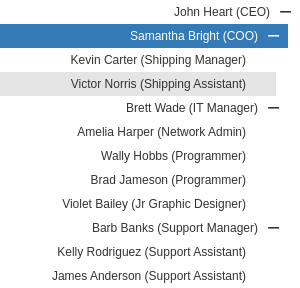 John Heart (CEO)
Samantha Bright (COO)
Kevin Carter (Shipping Manager)
Victor Norris (Shipping Assistant)
Brett Wade (IT Manager)
Amelia Harper (Network Admin)
Wally Hobbs (Programmer)
Brad Jameson (Programmer)
Violet Bailey (Jr Graphic Designer)
Barb Banks (Support Manager)
Kelly Rodriguez (Support Assistant)
James Anderson (Support Assistant)